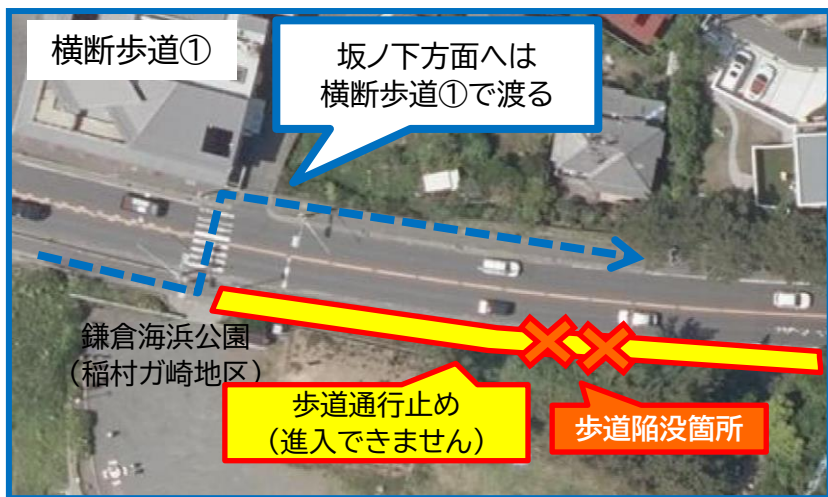 横断歩道①
坂ノ下方面へは
横断歩道①で渡る
鎌倉海浜公園
（稲村ガ崎地区）
歩道通行止め
（進入できません）
歩道陥没箇所